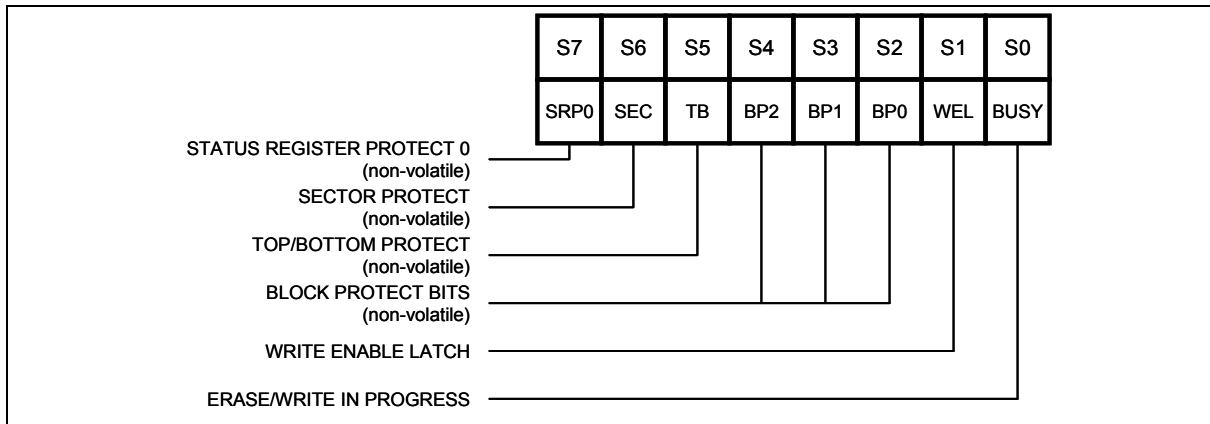 S7 S6 S5 S4 S3 S2 S1 S0
SRP0 SEC TB BP2 BP1 BP0 WEL BUSY
STATUS REGISTER PROTECT 0
(non-volatile)
SECTOR PROTECT
(non-volatile)
TOP/BOTTOM PROTECT
(non-volatile)
BLOCK PROTECT BITS
(non-volatile)
WRITE ENABLE LATCH
ERASE/WRITE IN PROGRESS